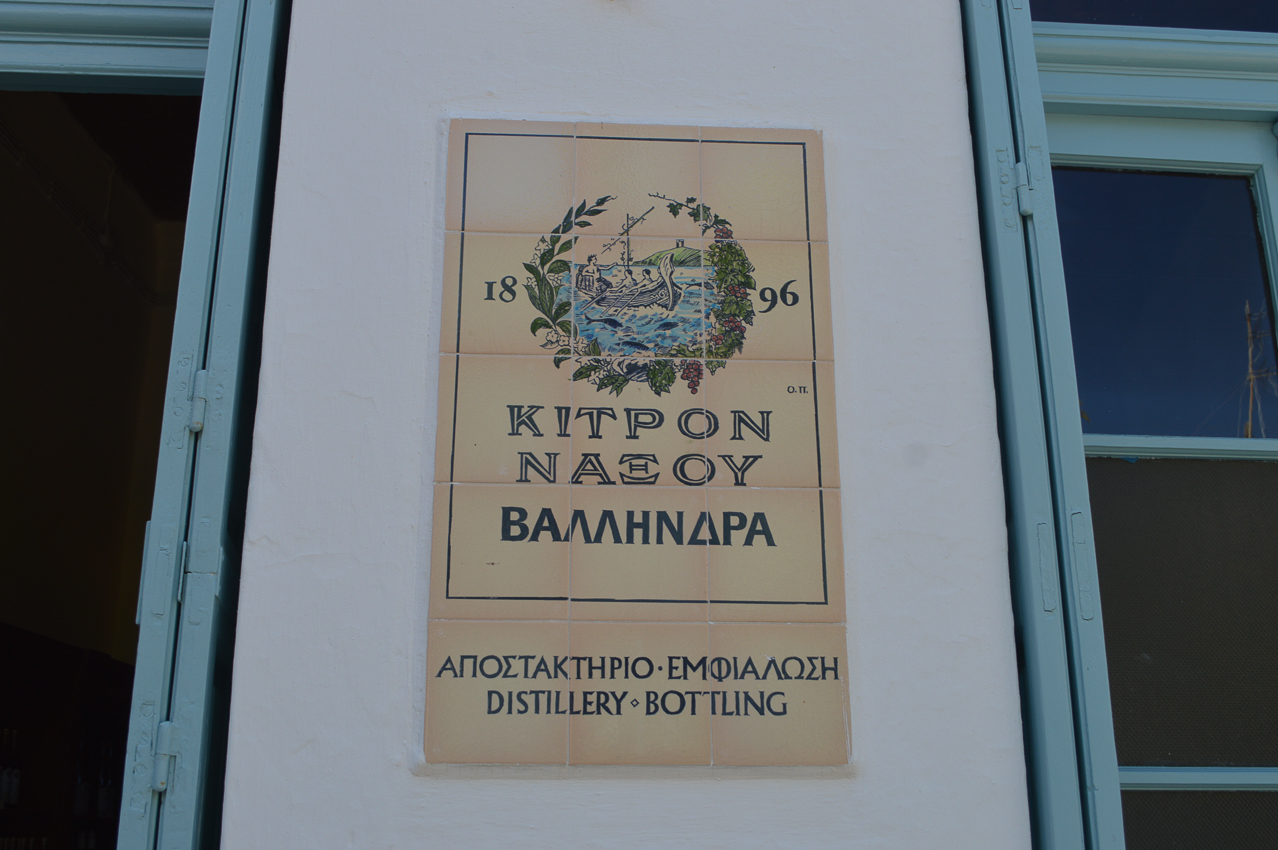 18 96
Ο.Π.
ΚΙΤΡΟΝ
ΝΑΞΟΥ
ΒΑΛΛΗΝΔΡΑ
ΑΠΟΣΤΑΚΤΗΡΙΟ · ΕΜΦΙΑΛΩΣΗ
DISTILLERY ⋄ BOTTLING